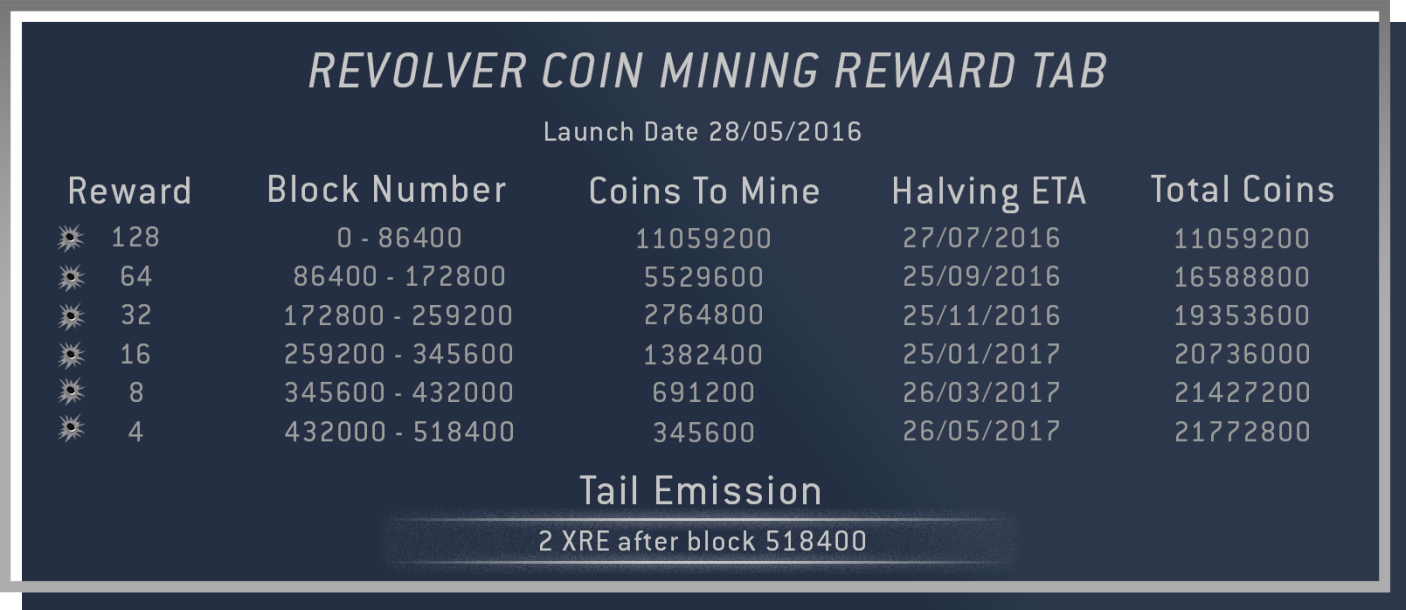 REVOLVER COIN MINING REWARD TAB
Launch Date 28/05/2016
Reward Block Number Coins To Mine Halving ETA Total Coins
128 0 - 86400 11059200 27/07/2016 11059200
64 86400 - 172800 5529600 25/09/2016 16588800
32 172800 - 259200 2764800 25/11/2016 19353600
16 259200 - 345600 1382400 25/01/2017 20736000
8 345600 - 432000 691200 26/03/2017 21427200
4 432000 - 518400 345600 26/05/2017 21772800
Tail Emission
2 XRE after block 518400